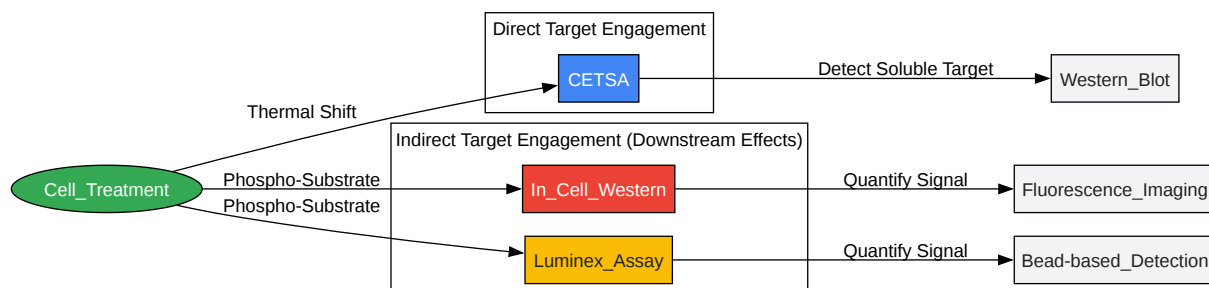 Direct Target Engagement
CETSA
Detect Soluble Target
Western_Blot
Thermal Shift
Indirect Target Engagement (Downstream Effects)
Cell_Treatment
Phospho-Substrate
In_Cell_Western
Quantify Signal
Fluorescence_Imaging
Phospho-Substrate
Luminex_Assay
Quantify Signal
Bead-based_Detection